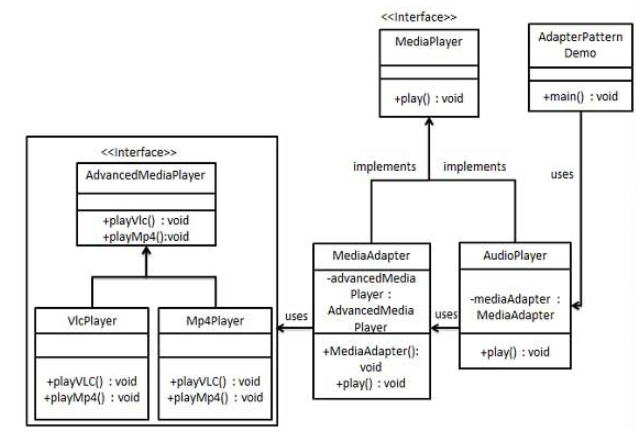 <<Interface>>
MediaPlayer
+play() : void
AdapterPattern
Demo
+main() : void
implements
implements
uses
<<Interface>>
AdvancedMediaPlayer
+playVlc() : void
+playMp4():void
VlcPlayer
+playVLC() : void
+playMp4() : void
Mp4Player
+playVLC() : void
+playMp4() : void
uses
MediaAdapter
-advancedMedia
Player :
AdvancedMedia
Player
+MediaAdapter():
void
+play() : void
uses
AudioPlayer
-mediaAdapter :
MediaAdapter
+play() : void